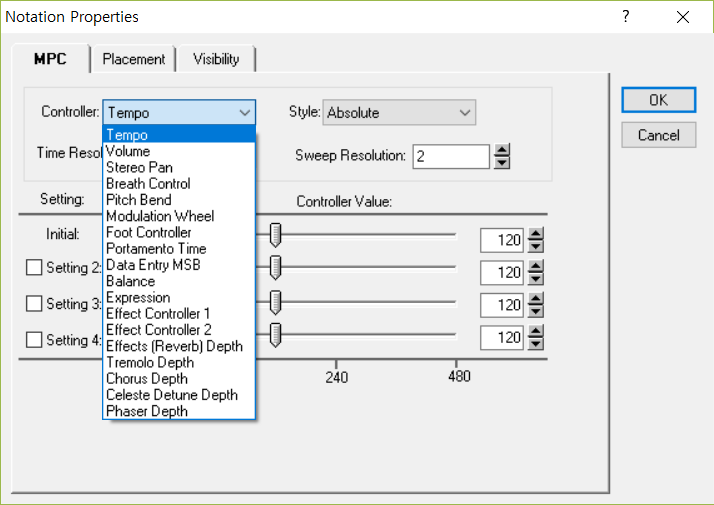 Notation Properties
?
MPC
Placement
Visibility
Controller: Tempo
Style: Absolute
OK
Cancel
Tempo
Volume
Stereo Pan
Breath Control
Pitch Bend
Modulation Wheel
Foot Controller
Portamento Time
Data Entry MSB
Balance
Expression
Effect Controller 1
Effect Controller 2
Effects (Reverb) Depth
Tremolo Depth
Chorus Depth
Celeste Detune Depth
Phaser Depth
Time Resol
Sweep Resolution: 2
Setting:
Controller Value:
Initial:
120
Setting 2:
120
Setting 3:
120
Setting 4:
120
240
480